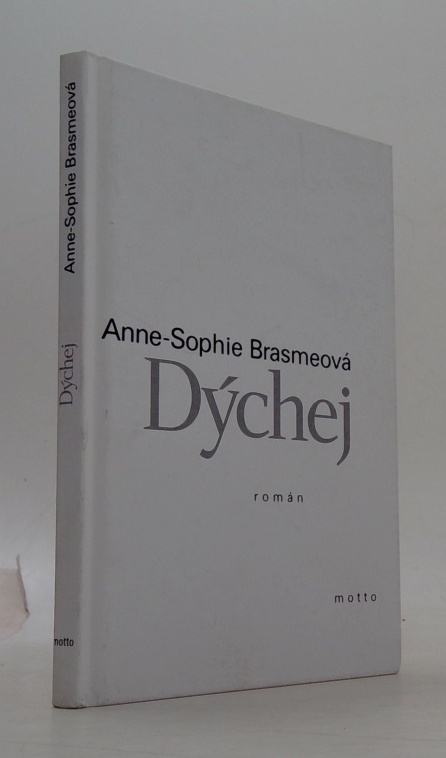 Anne-Sophie Brasmeová
Dýchej
motto
Anne-Sophie Brasmeová
Dýchej
román
motto